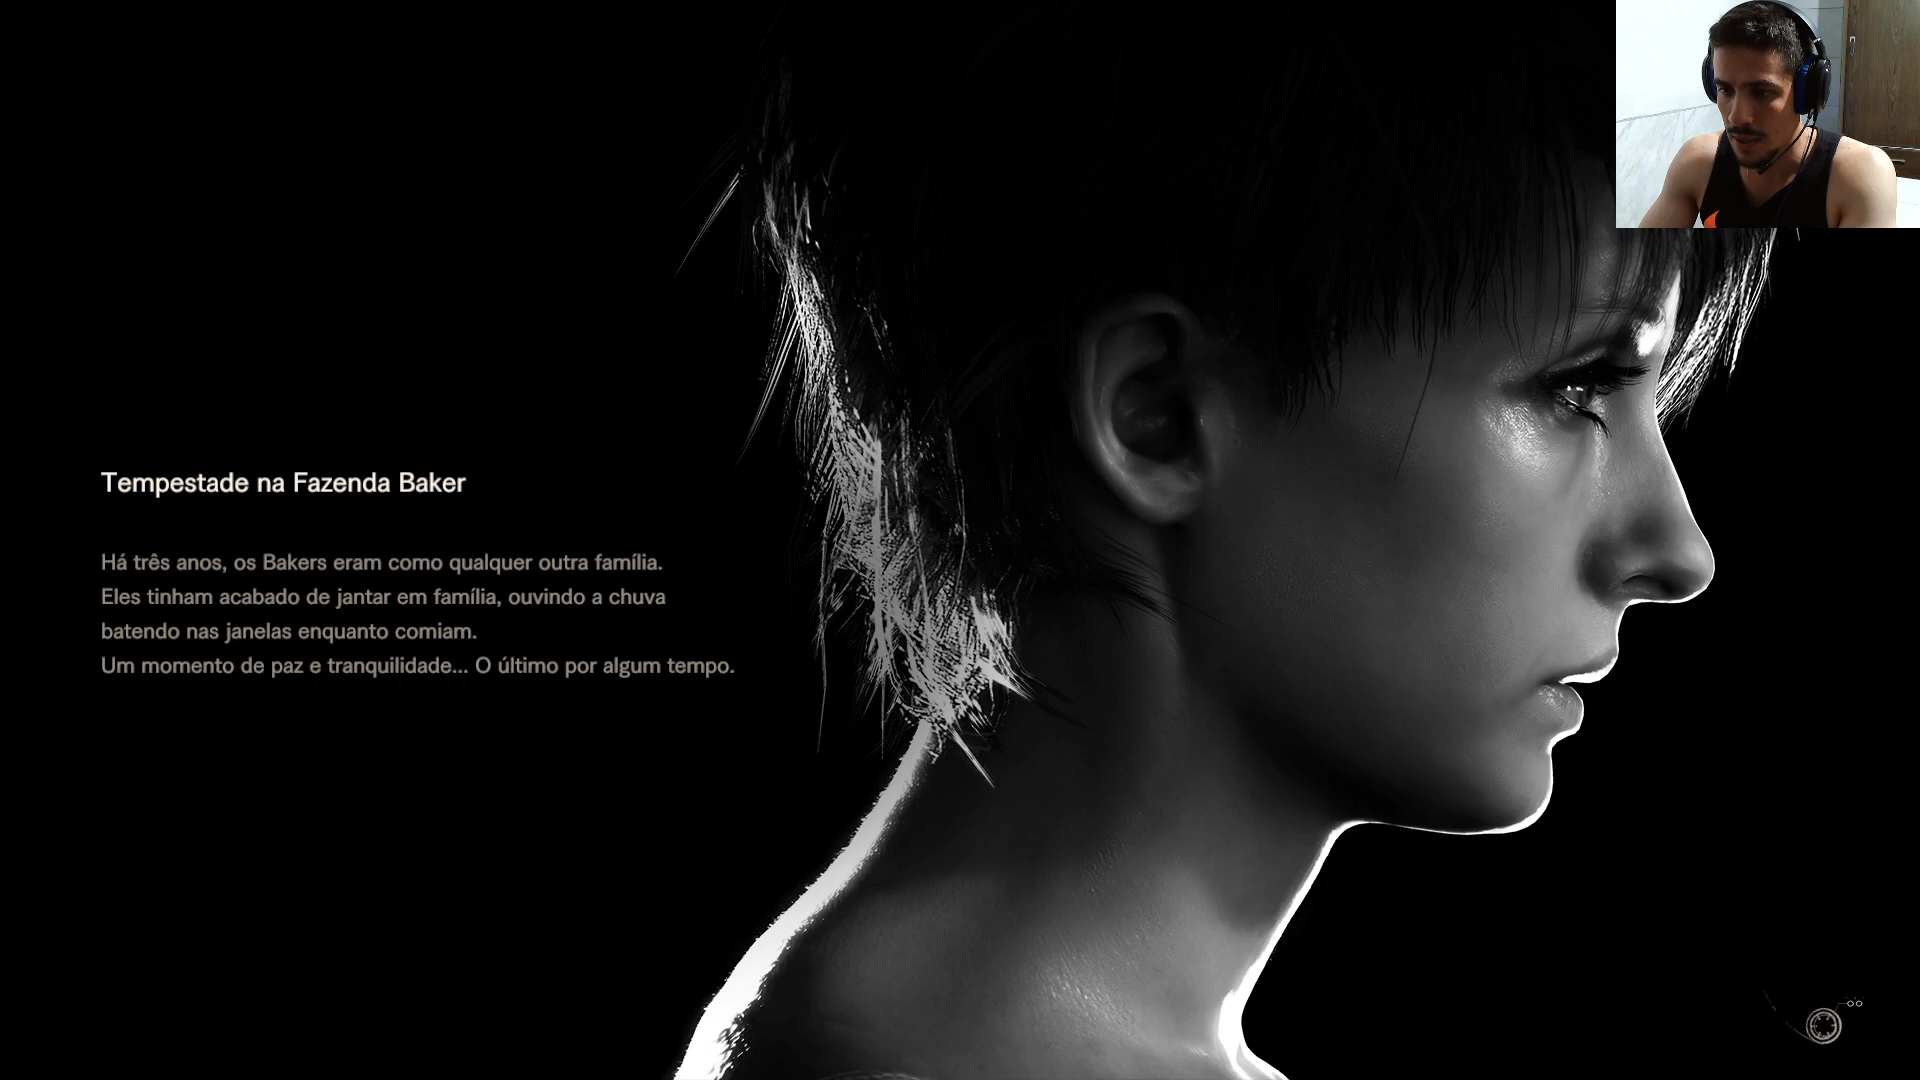 Tempestade na Fazenda Baker
Há três anos, os Bakers eram como qualquer outra família.
Eles tinham acabado de jantar em família, ouvindo a chuva
batendo nas janelas enquanto comiam.
Um momento de paz e tranquilidade... O último por algum tempo.